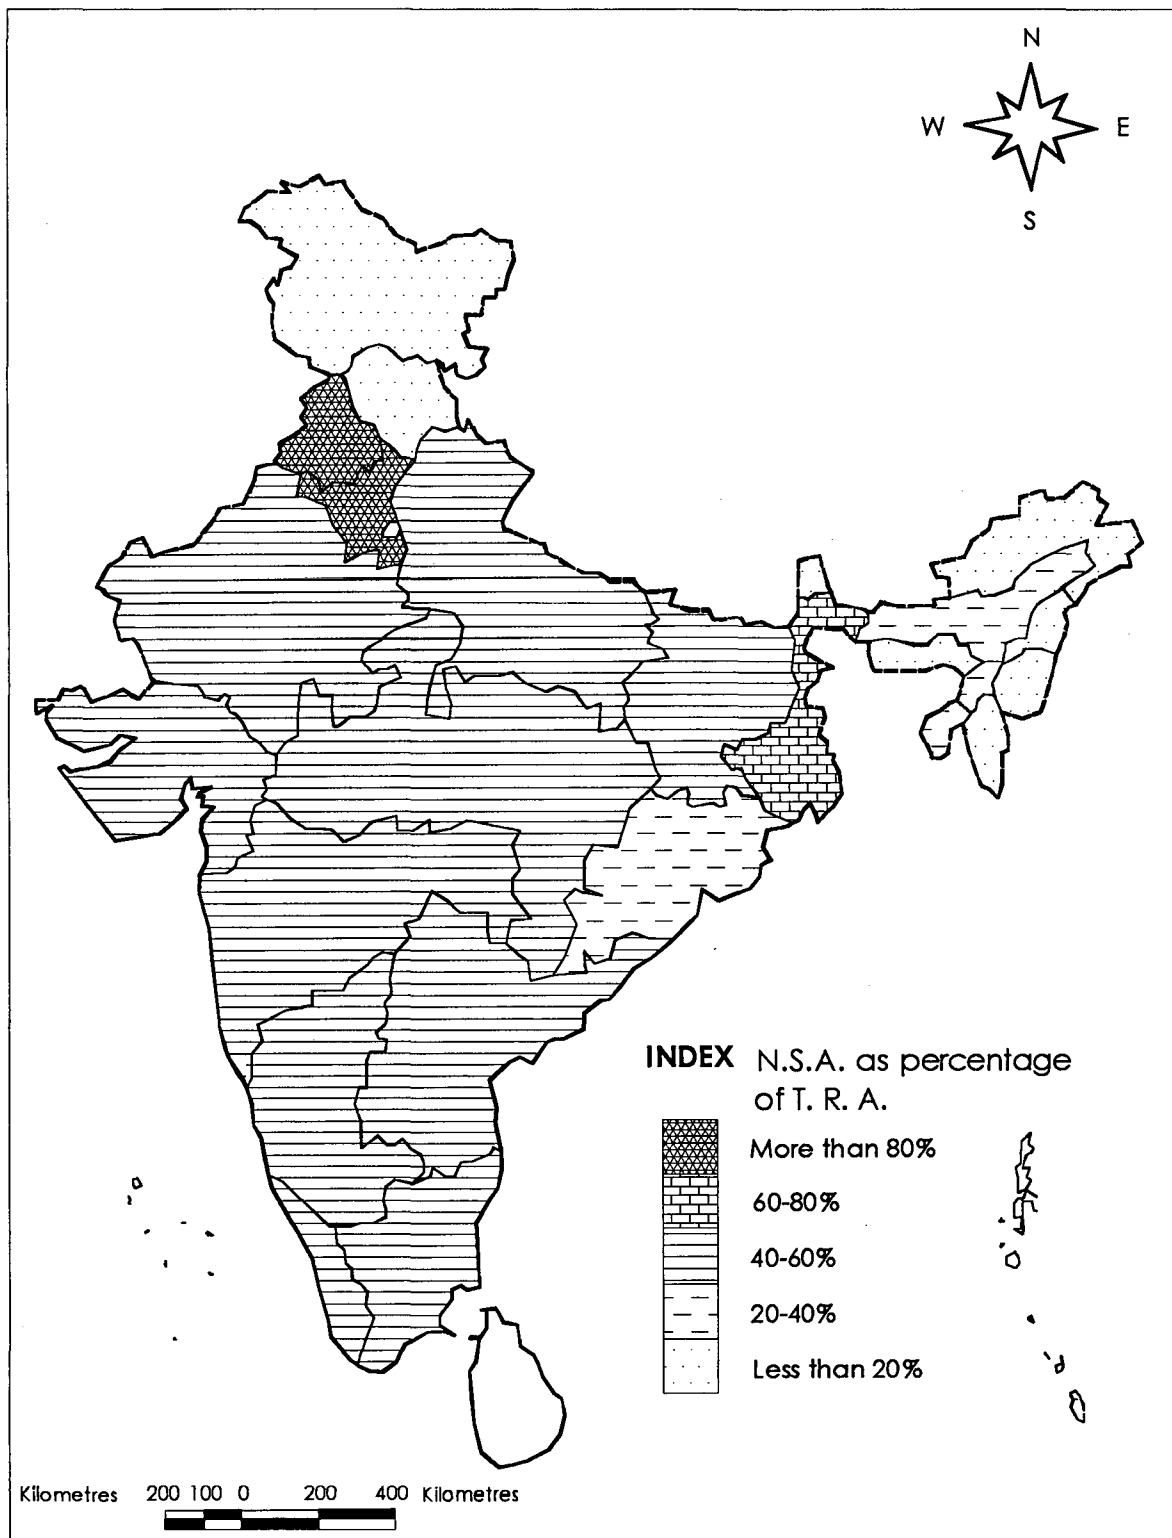 N
W E
S
INDEX N.S.A. as percentage
of T. R. A.
More than 80%
60-80%
40-60%
20-40%
Less than 20%
Kilometres 200 100 0 200 400 Kilometres